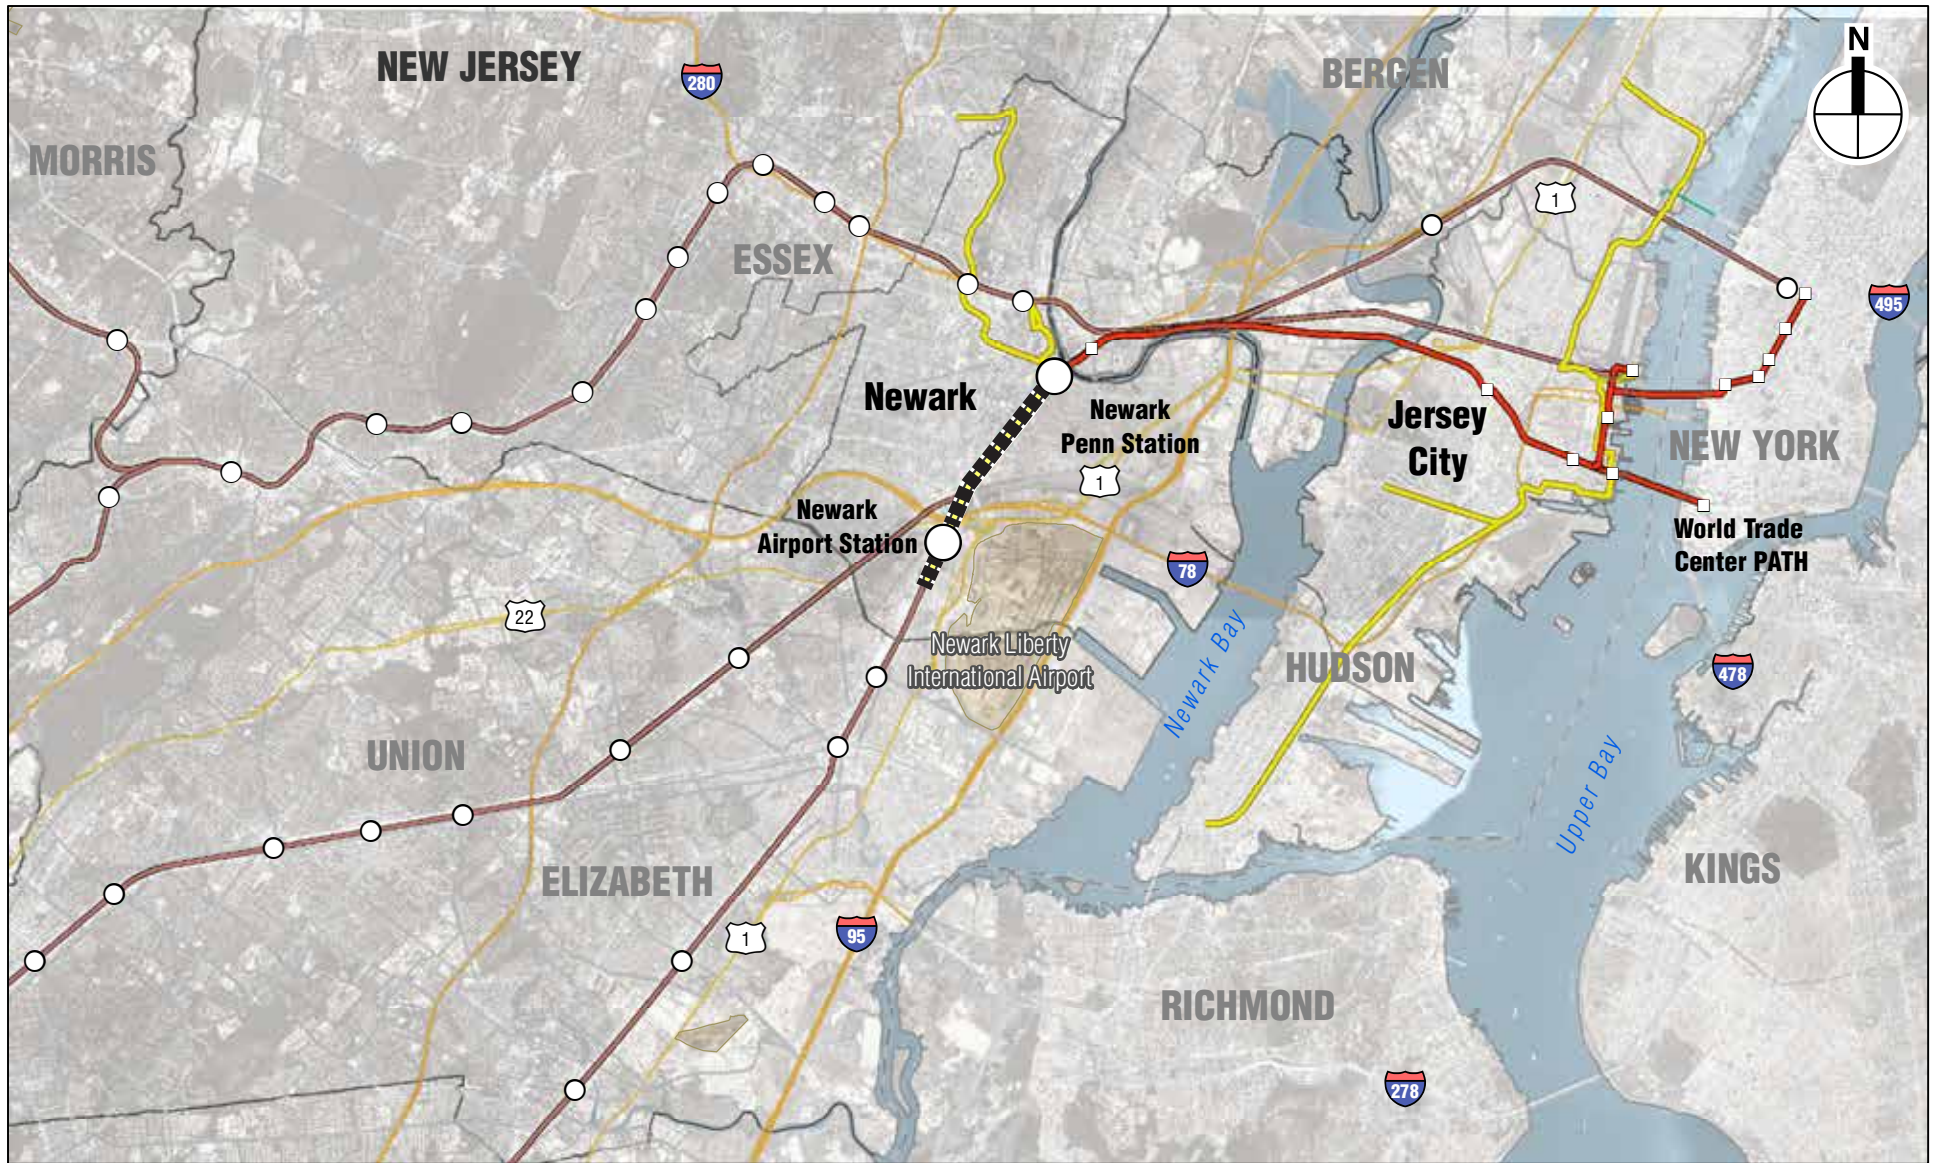 NEW JERSEY
280
BERGEN
N
MORRIS
1
ESSEX
495
Newark
Newark
Penn Station
Jersey
City
NEW YORK
1
Newark
Airport Station
World Trade
Center PATH
78
22
Newark Liberty
International Airport
Newark Bay
HUDSON
478
UNION
Upper Bay
ELIZABETH
KINGS
1
95
RICHMOND
278